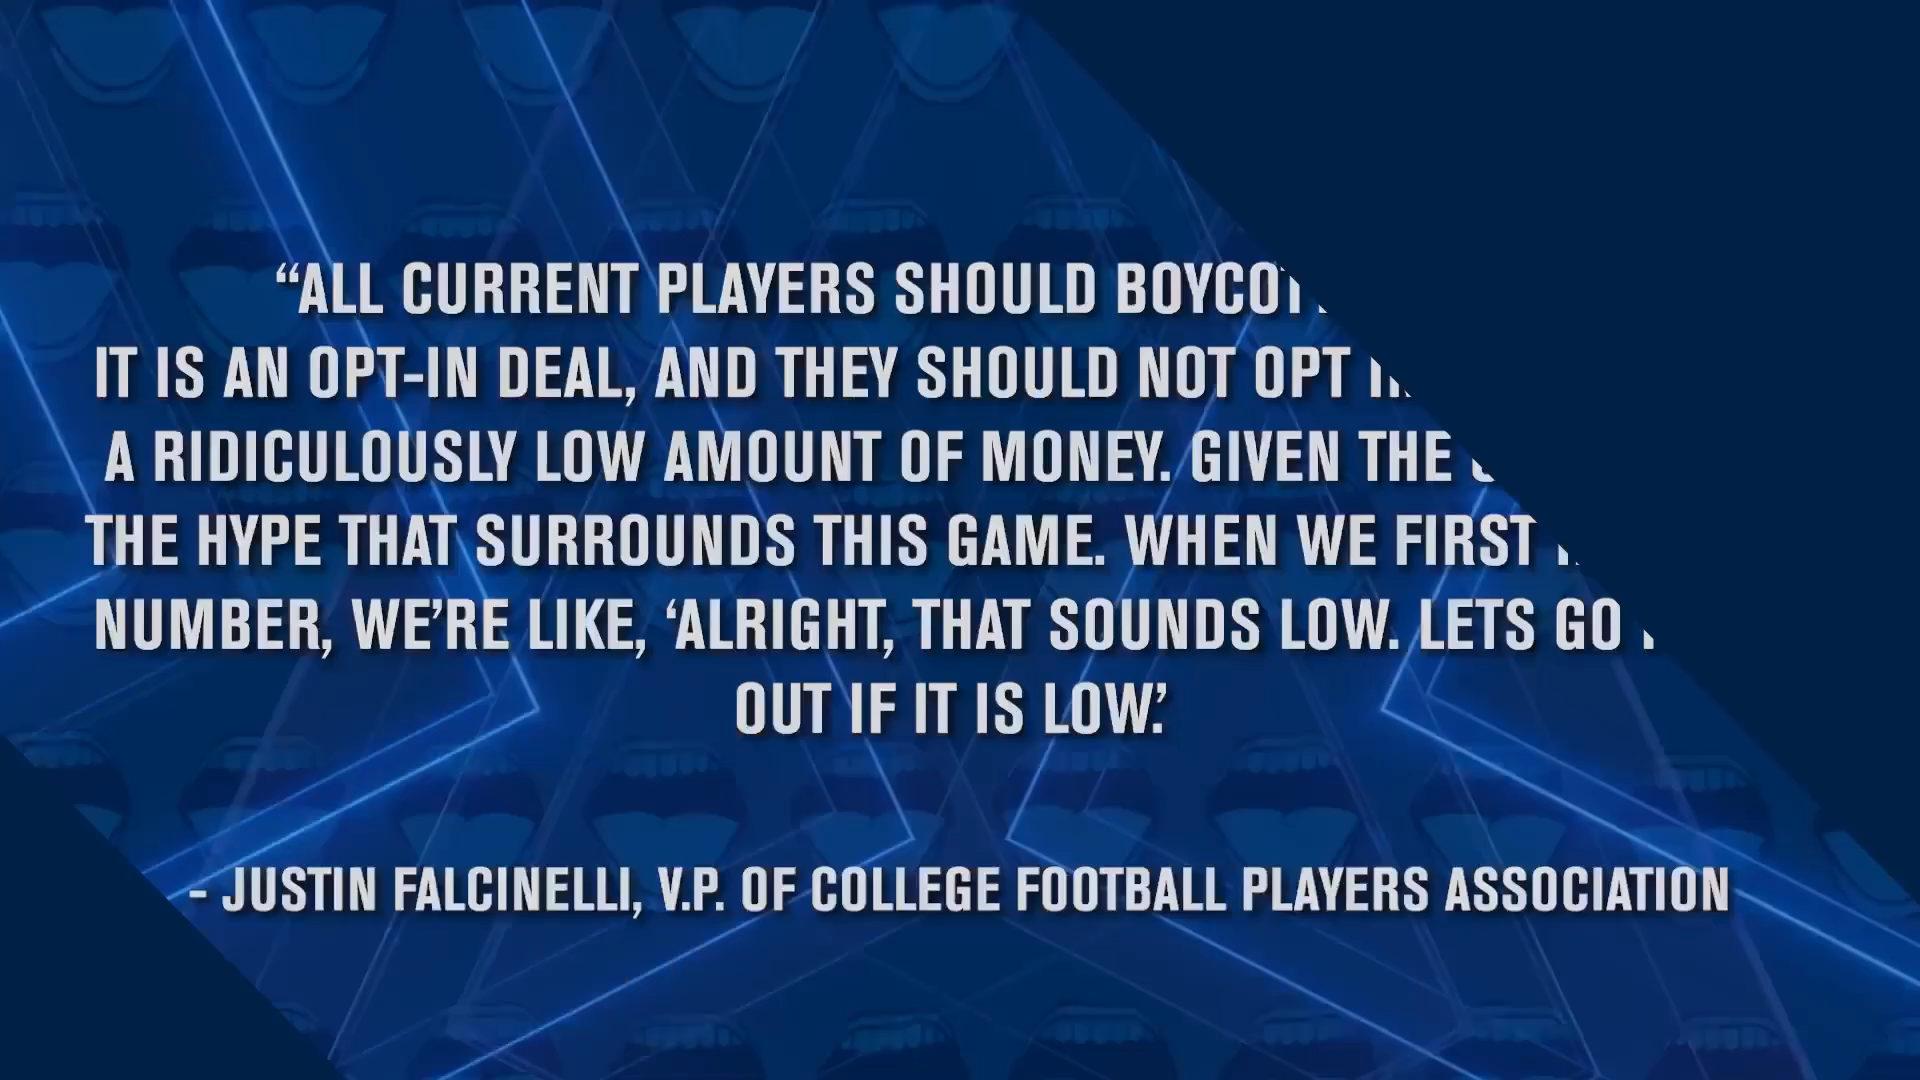 “ALL CURRENT PLAYERS SHOULD
IT IS AN OPT-IN DEAL, AND THEY SHOULD NOT OPT
A RIDICULOUSLY LOW AMOUNT OF MONEY. GIVEN THE
THE HYPE THAT SURROUNDS THIS GAME. WHEN WE FIRST
NUMBER, WE’RE LIKE, ‘ALRIGHT, THAT SOUNDS LOW. LETS GO
OUT IF IT IS LOW.’
- JUSTIN FALCINELLI, V.P. OF COLLEGE FOOTBALL PLAYERS ASSOCIATION